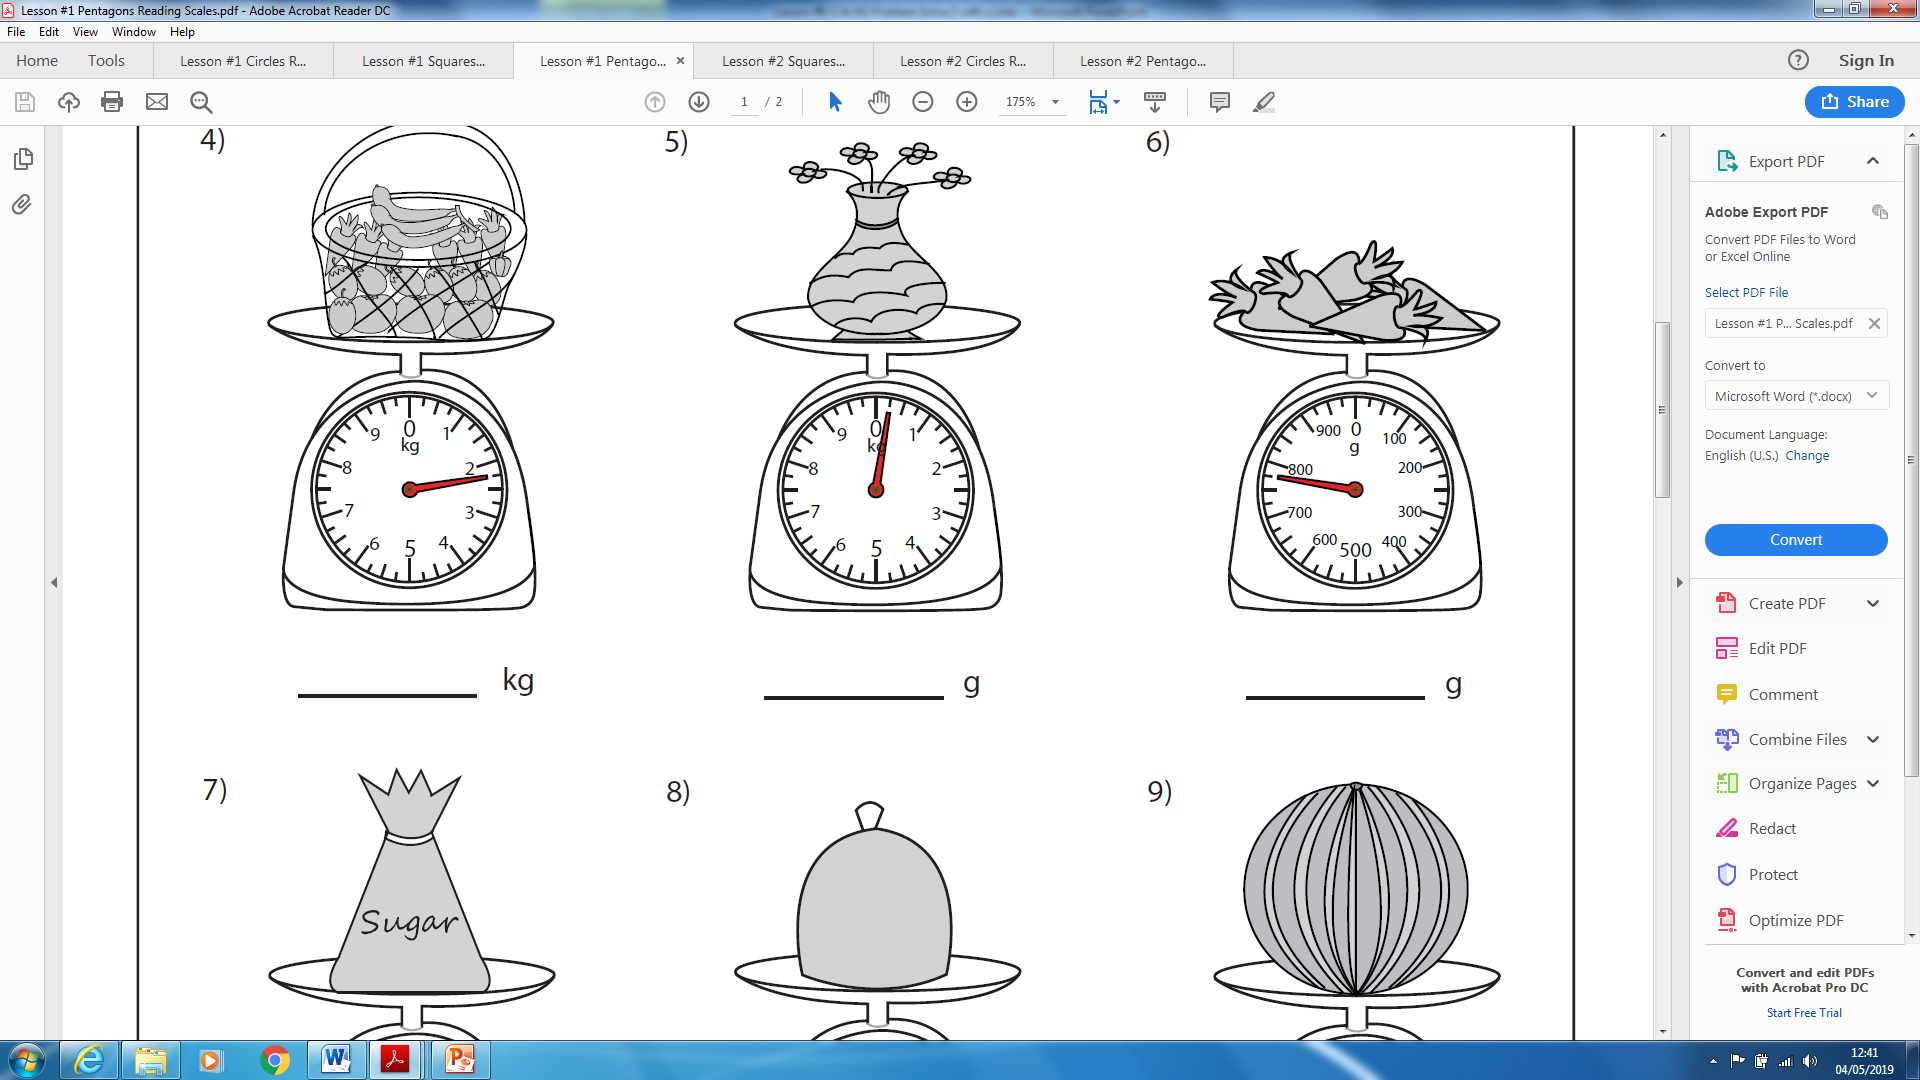 Lesson #1 Pentagons Reading Scales.pdf - Adobe Acrobat Reader DC
File Edit View Window Help
Home Tools Lesson #1 Circles R... Lesson #1 Squares... Lesson #1 Pentago... × Lesson #2 Squares... Lesson #2 Circles R... Lesson #2 Pentago... ? Sign In
1 / 2 175% Share
4) 5) 6)
0 kg 1 2 3 4 5 6 7 8 9
0 kg 1 2 3 4 5 6 7 8 9
0 g 100 200 300 400 500 600 700 800 900
kg g g
7) 8) 9)
Sugar
Export PDF
Adobe Export PDF
Convert PDF Files to Word
or Excel Online
Select PDF File
Lesson #1 P... Scales.pdf
Convert to
Microsoft Word (*.docx)
Document Language:
English (U.S.) Change
Convert
Create PDF
Edit PDF
Comment
Combine Files
Organize Pages
Redact
Protect
Optimize PDF
Convert and edit PDFs
with Acrobat Pro DC
Start Free Trial
12:41
04/05/2019